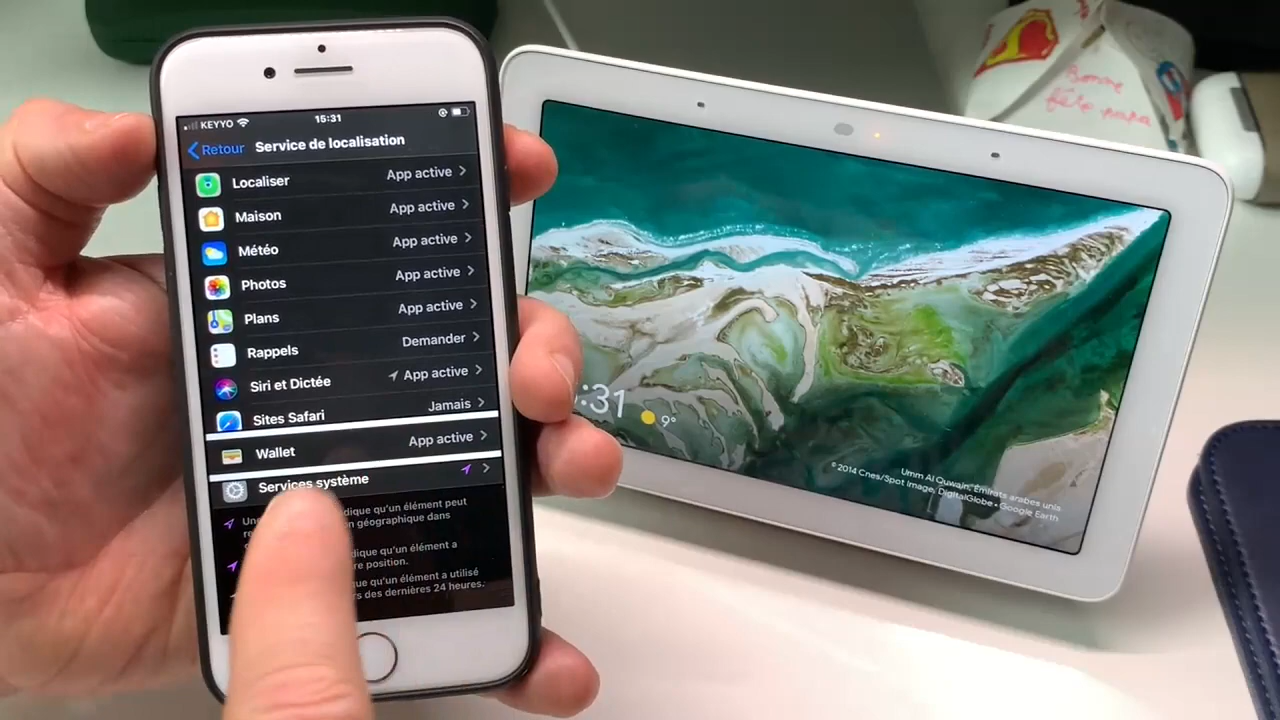 KEYYO
15:31
Retour
Service de localisation
Localiser App active
Maison App active
Météo App active
Photos App active
Plans App active
Rappels Demander
Siri et Dictée App active
Sites Safari Jamais
Wallet App active
Services système
Une
dique qu'un élément peut
n géographique dans
dique qu'un élément a
re position.
que qu'un élément a utilisé
rs des dernières 24 heures.
:31 9°
Umm Al Quwain, Émirats arabes unis
© 2014 Cnes/Spot Image, DigitalGlobe • Google Earth
Bonne
fête papa